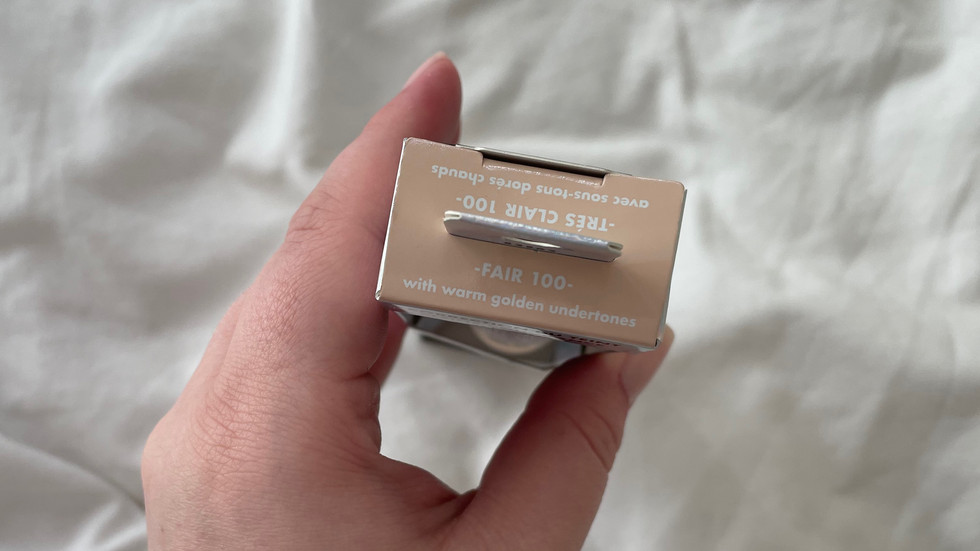 avec sous-tons dorés chauds
-TRÈS CLAIR 100-
-FAIR 100-
with warm golden undertones